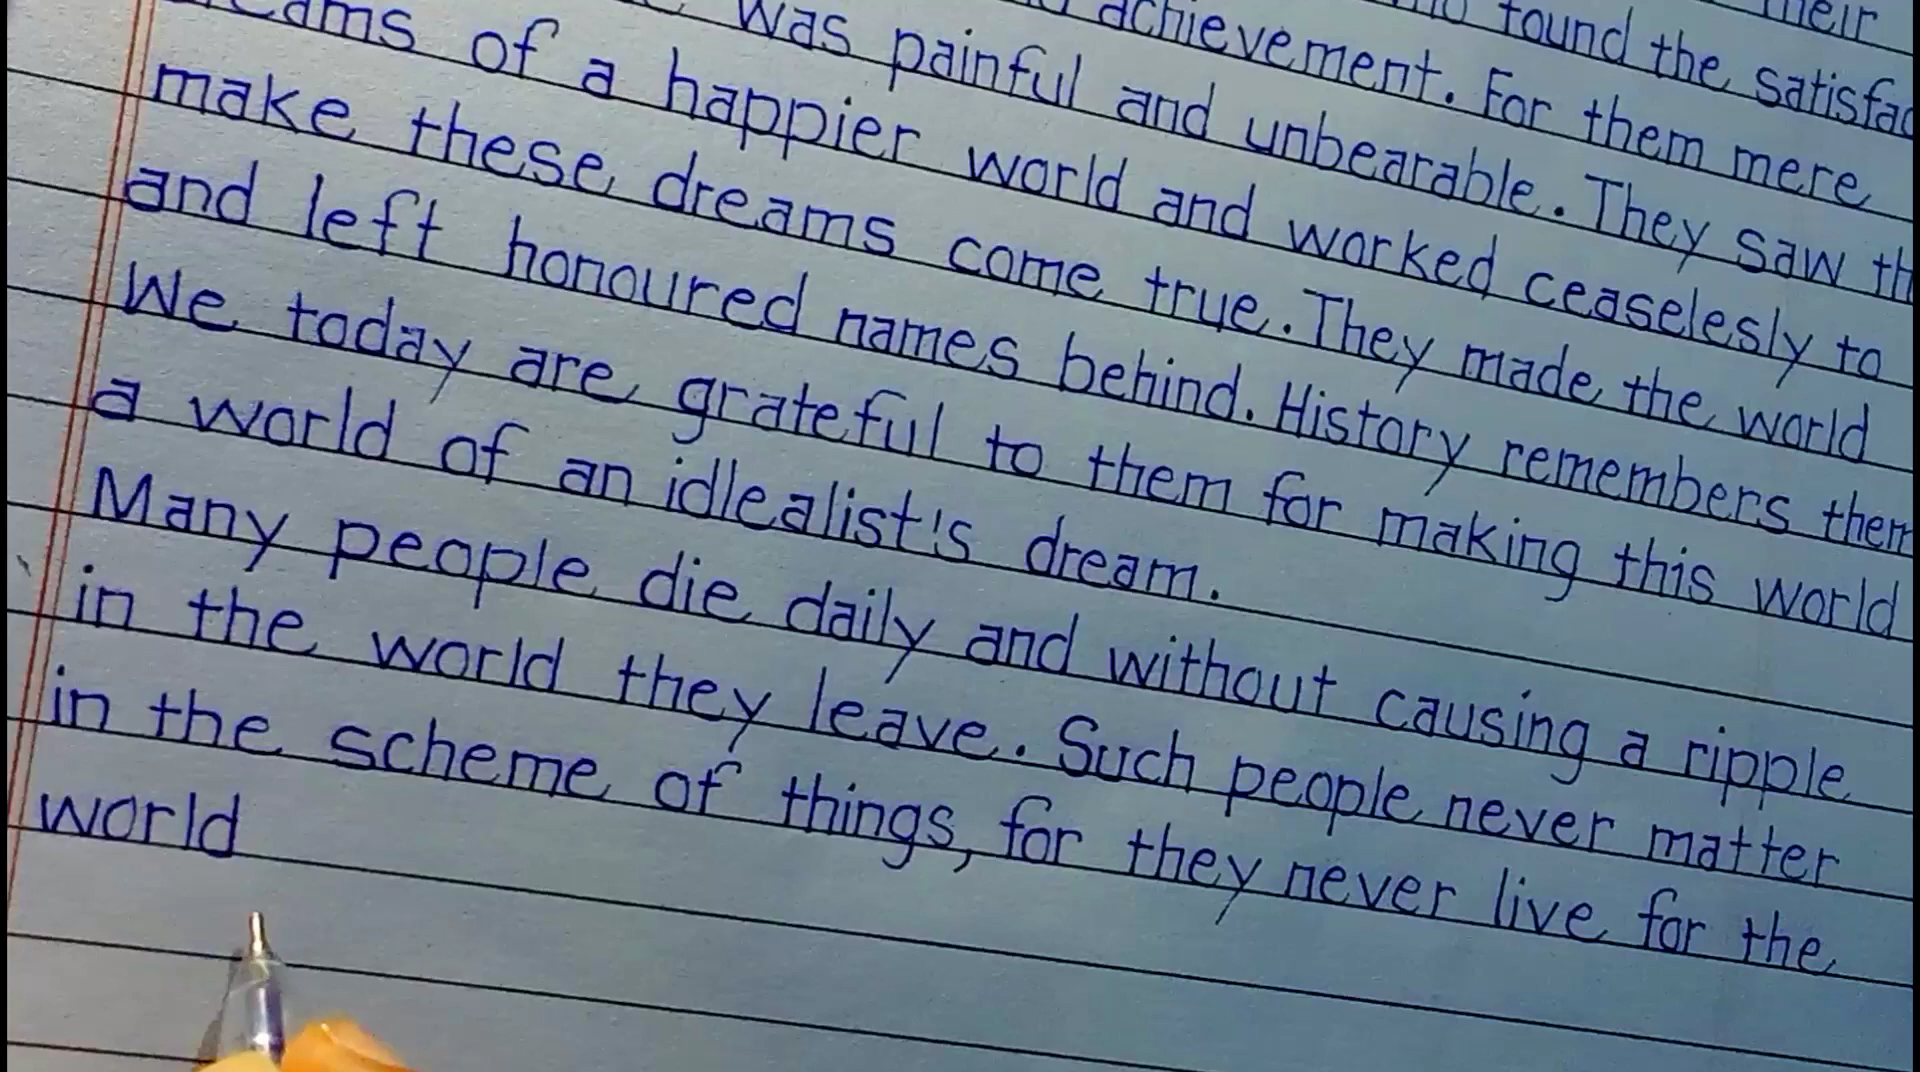 their
found the satisfac
achievement. For them mere
was painful and unbearable. They saw th
eams of a happier world and worked ceaselesly to
make these dreams come true. They made the world
and left honoured names behind. History remembers them
We today are grateful to them for making this world
a world of an idlealist's dream.
Many people die daily and without causing a ripple
in the world they leave. Such people never matter
in the scheme of things, for they never live for the
world